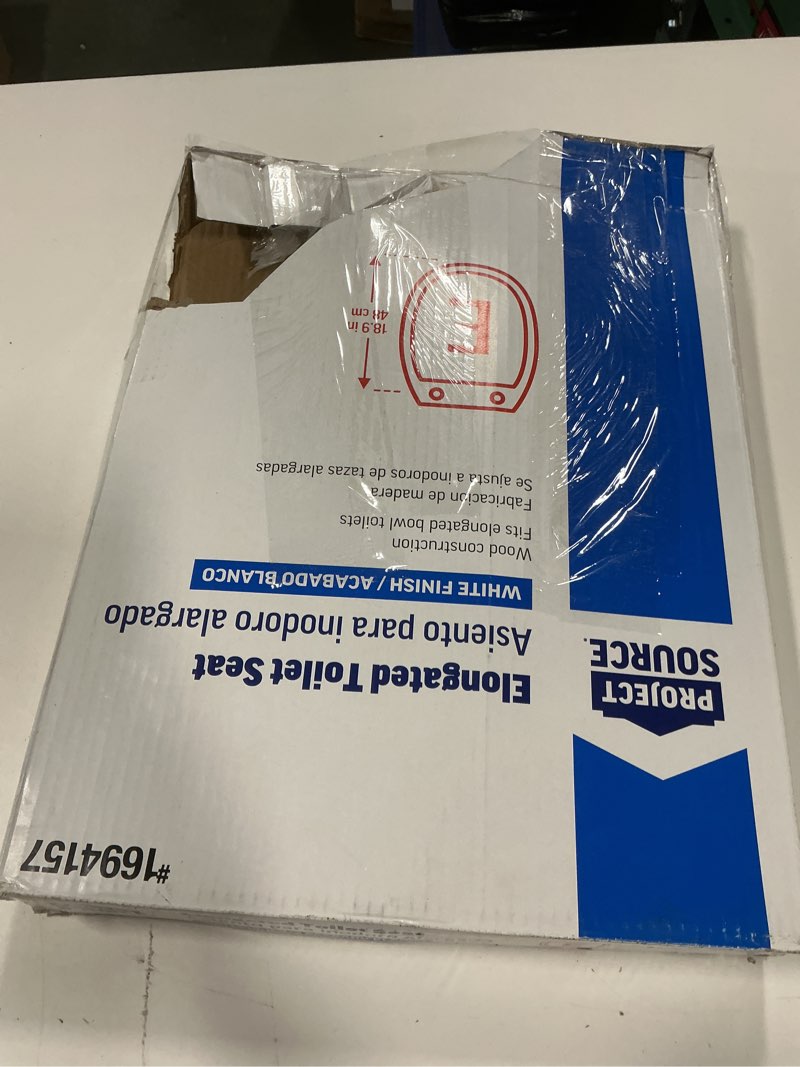 #1694157
PROJECT
SOURCE.
Elongated Toilet Seat
Asiento para inodoro alargado
WHITE FINISH / ACABADO BLANCO
Wood construction
Fits elongated bowl toilets
Fabricación de madera
Se ajusta a inodoros de tazas alargadas
18.9 in
48 cm